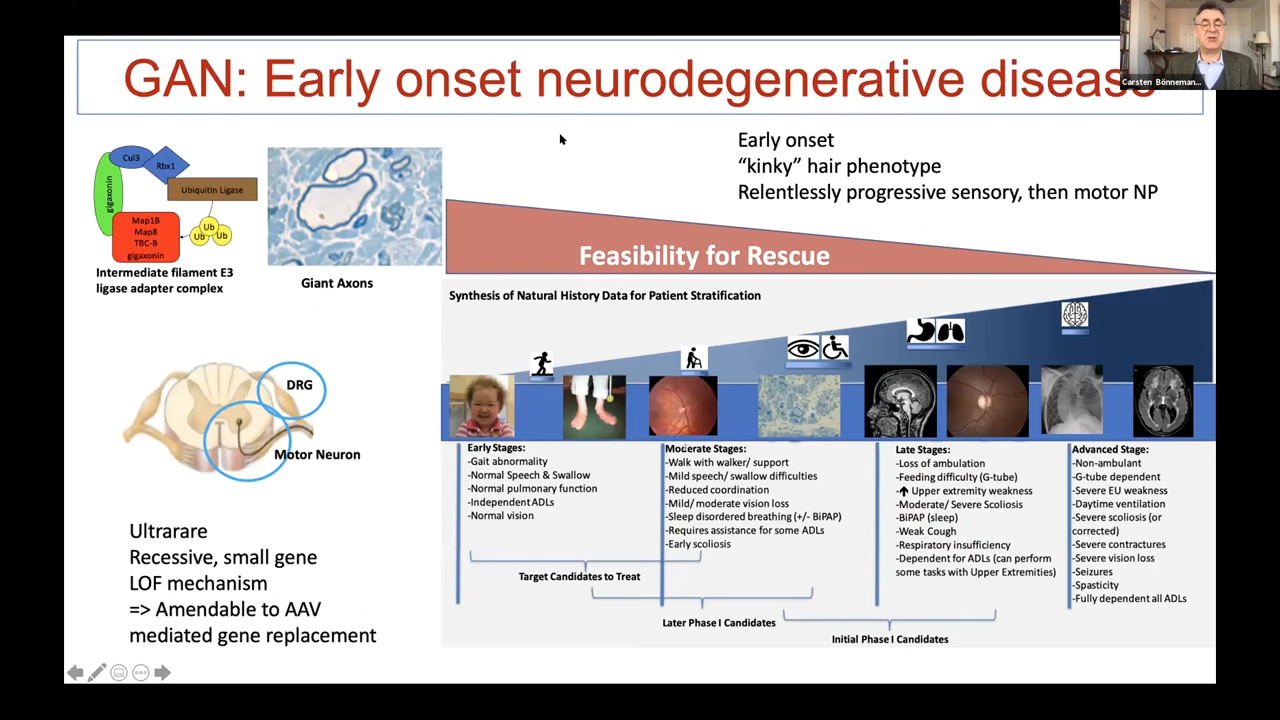 GAN: Early onset neurodegenerative disease
Carsten Bönneman...
Cul3
Rbx1
gigaxonin
Ubiquitin Ligase
Map1B
Map8
TBC-B
gigaxonin
Ub
Ub
Ub
Intermediate filament E3
ligase adapter complex
Giant Axons
Early onset
“kinky” hair phenotype
Relentlessly progressive sensory, then motor NP
Feasibility for Rescue
Synthesis of Natural History Data for Patient Stratification
DRG
Motor Neuron
Ultrarare
Recessive, small gene
LOF mechanism
=> Amendable to AAV
mediated gene replacement
Early Stages:
-Gait abnormality
-Normal Speech & Swallow
-Normal pulmonary function
-Independent ADLs
-Normal vision
Moderate Stages:
-Walk with walker/ support
-Mild speech/ swallow difficulties
-Reduced coordination
-Mild/ moderate vision loss
-Sleep disordered breathing (+/- BiPAP)
-Requires assistance for some ADLs
-Early scoliosis
Late Stages:
-Loss of ambulation
-Feeding difficulty (G-tube)
-↑ Upper extremity weakness
-Moderate/ Severe Scoliosis
-BiPAP (sleep)
-Weak Cough
-Respiratory insufficiency
-Dependent for ADLs (can perform
some tasks with Upper Extremities)
Advanced Stage:
-Non-ambulant
-G-tube dependent
-Severe EU weakness
-Daytime ventilation
-Severe scoliosis (or
corrected)
-Severe contractures
-Severe vision loss
-Seizures
-Spasticity
-Fully dependent all ADLs
Target Candidates to Treat
Later Phase I Candidates
Initial Phase I Candidates